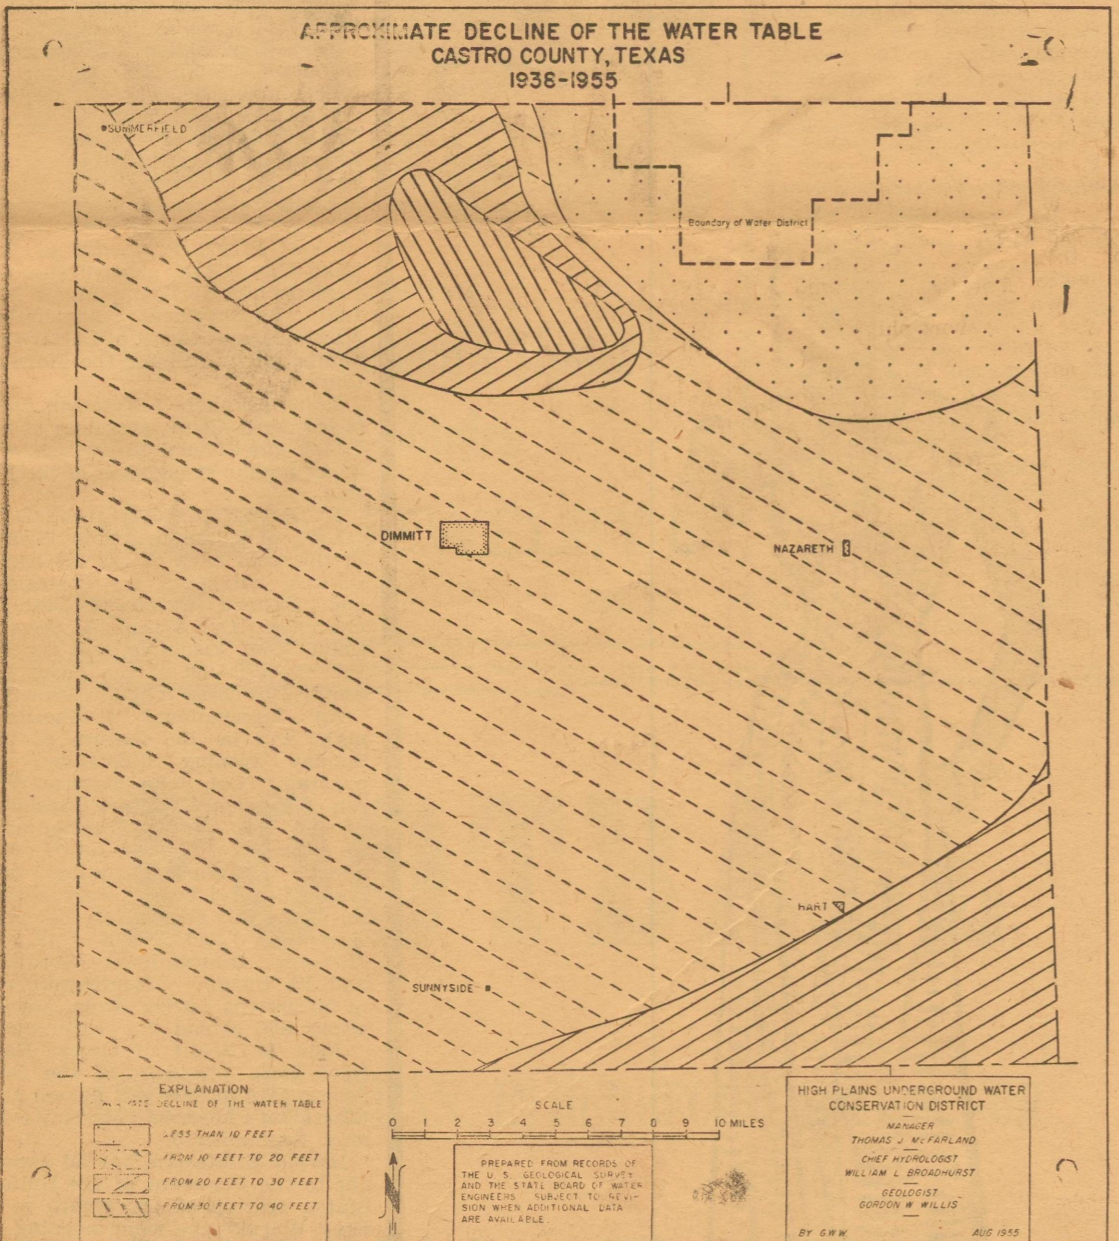 APPROXIMATE DECLINE OF THE WATER TABLE
CASTRO COUNTY, TEXAS
1938-1955
SUMMERFIELD
Boundary of Water District
DIMMITT
NAZARETH
HART
SUNNYSIDE
EXPLANATION
DECLINE OF THE WATER TABLE
LESS THAN 10 FEET
FROM 10 FEET TO 20 FEET
FROM 20 FEET TO 30 FEET
FROM 30 FEET TO 40 FEET
SCALE
0 1 2 3 4 5 6 7 8 9 10 MILES
PREPARED FROM RECORDS OF
THE U. S. GEOLOGICAL SURVEY
AND THE STATE BOARD OF WATER
ENGINEERS. SUBJECT TO REVI-
SION WHEN ADDITIONAL DATA
ARE AVAILABLE.
HIGH PLAINS UNDERGROUND WATER
CONSERVATION DISTRICT
MANAGER
THOMAS J. McFARLAND
CHIEF HYDROLOGIST
WILLIAM L. BROADHURST
GEOLOGIST
GORDON W. WILLIS
BY G.W.W. AUG 1955